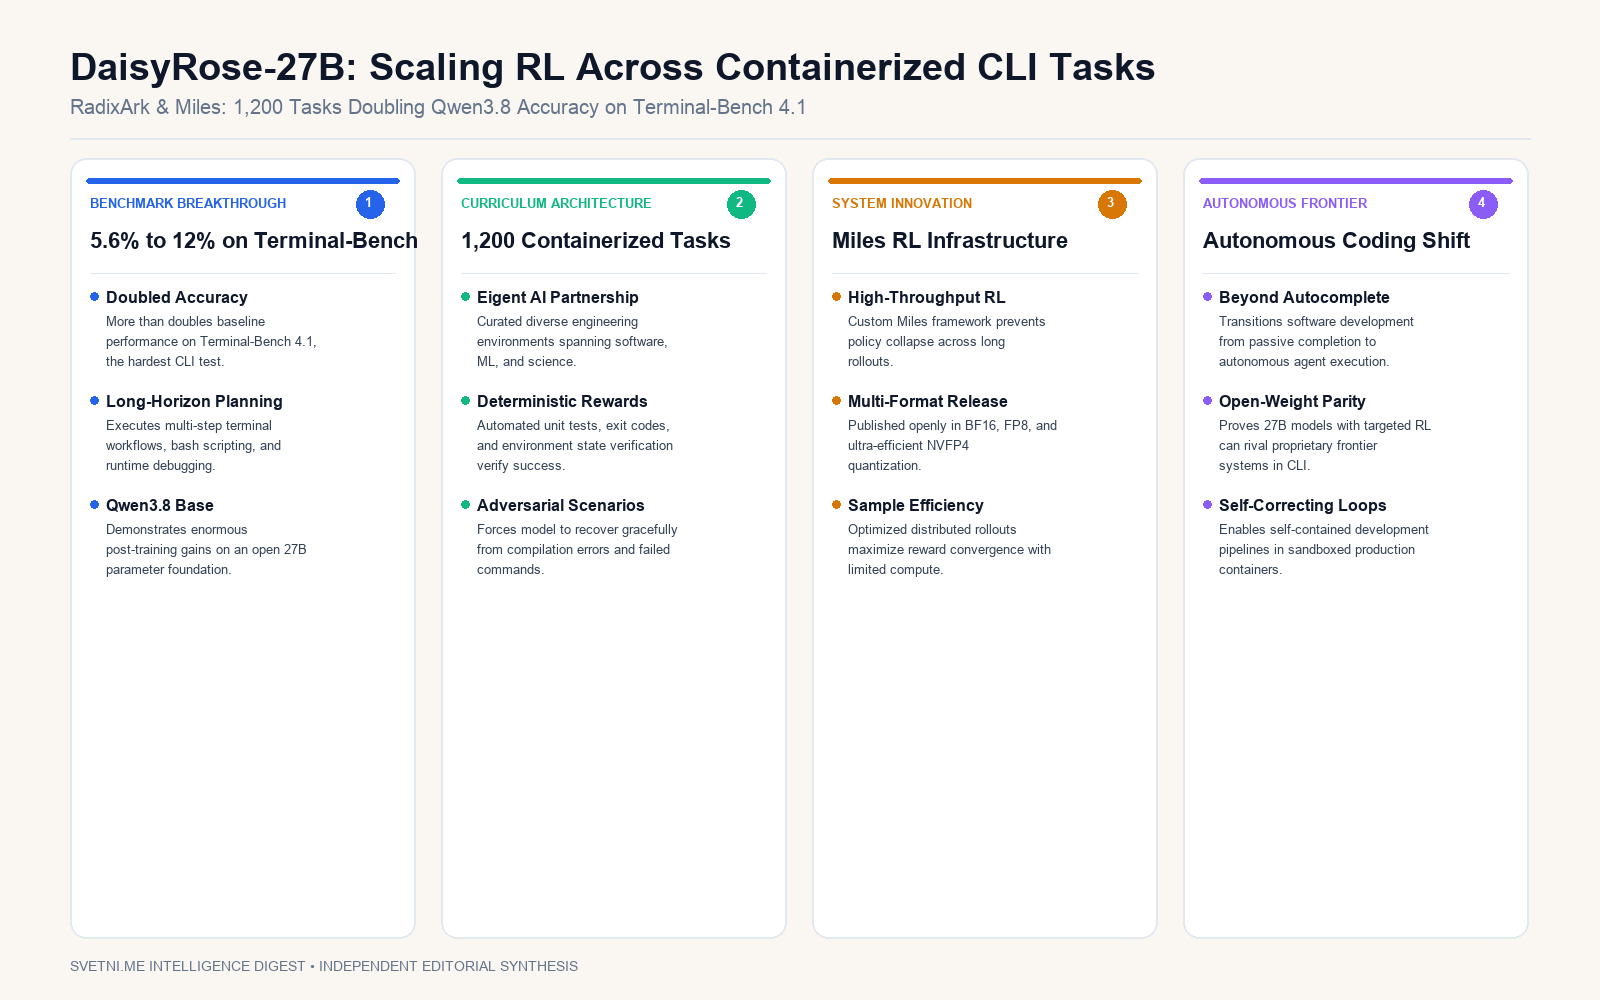 DaisyRose-27B: Scaling RL Across Containerized CLI Tasks
RadixArk & Miles: 1,200 Tasks Doubling Qwen3.8 Accuracy on Terminal-Bench 4.1
BENCHMARK BREAKTHROUGH
1
5.6% to 12% on Terminal-Bench
Doubled Accuracy
More than doubles baseline
performance on Terminal-Bench 4.1,
the hardest CLI test.
Long-Horizon Planning
Executes multi-step terminal
workflows, bash scripting, and
runtime debugging.
Qwen3.8 Base
Demonstrates enormous
post-training gains on an open 27B
parameter foundation.
CURRICULUM ARCHITECTURE
2
1,200 Containerized Tasks
Eigent AI Partnership
Curated diverse engineering
environments spanning software,
ML, and science.
Deterministic Rewards
Automated unit tests, exit codes,
and environment state verification
verify success.
Adversarial Scenarios
Forces model to recover gracefully
from compilation errors and failed
commands.
SYSTEM INNOVATION
3
Miles RL Infrastructure
High-Throughput RL
Custom Miles framework prevents
policy collapse across long
rollouts.
Multi-Format Release
Published openly in BF16, FP8, and
ultra-efficient NVFP4
quantization.
Sample Efficiency
Optimized distributed rollouts
maximize reward convergence with
limited compute.
AUTONOMOUS FRONTIER
4
Autonomous Coding Shift
Beyond Autocomplete
Transitions software development
from passive completion to
autonomous agent execution.
Open-Weight Parity
Proves 27B models with targeted RL
can rival proprietary frontier
systems in CLI.
Self-Correcting Loops
Enables self-contained development
pipelines in sandboxed production
containers.
SVETNI.ME INTELLIGENCE DIGEST • INDEPENDENT EDITORIAL SYNTHESIS